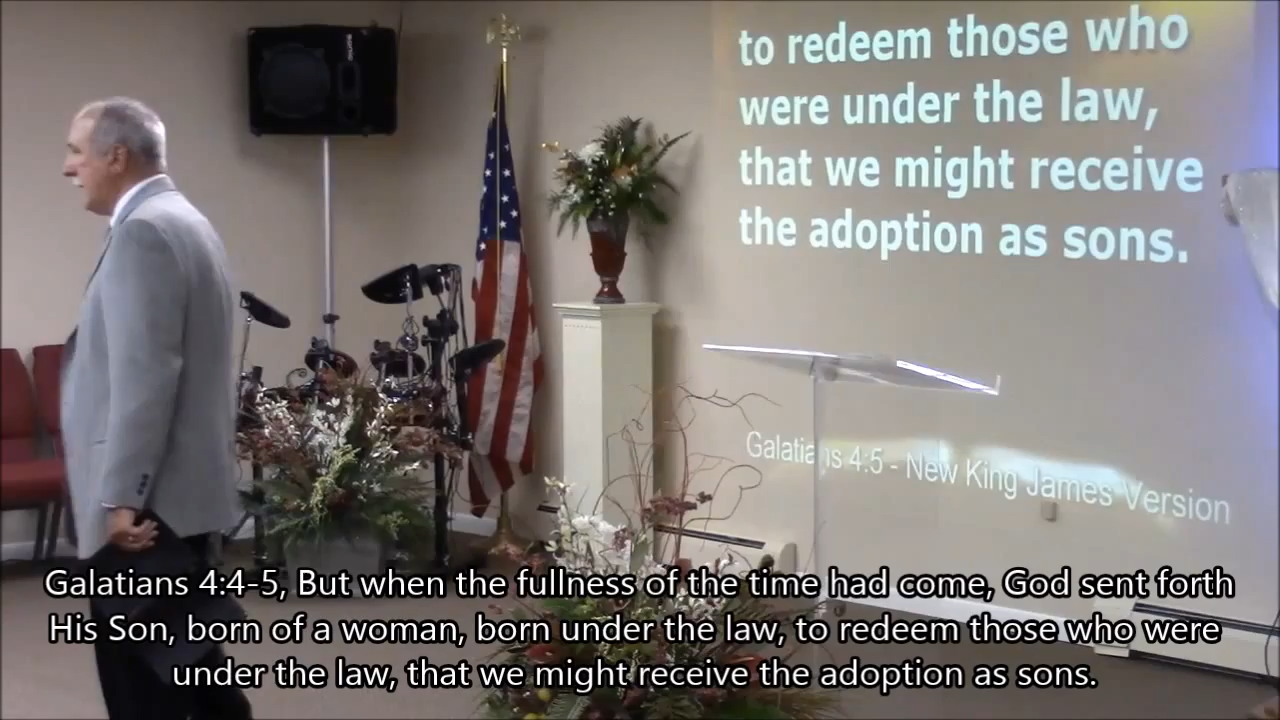 to redeem those who
were under the law,
that we might receive
the adoption as sons.
Galatians 4:5 - New King James Version
Galatians 4:4-5, But when the fullness of the time had come, God sent forth
His Son, born of a woman, born under the law, to redeem those who were
under the law, that we might receive the adoption as sons.